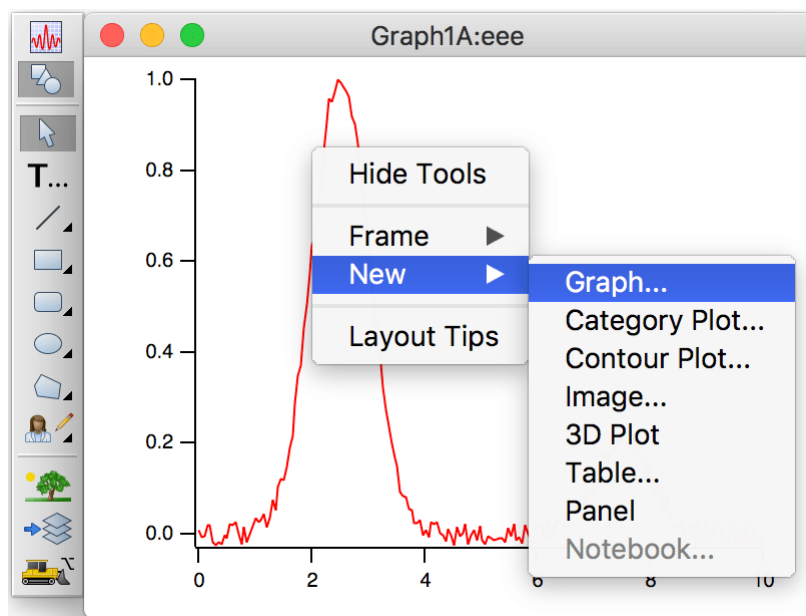 Graph1A:eee
T...
1.0
0.8
0.6
0.4
0.2
0.0
0
2
4
6
8
10
Hide Tools
Frame
New
Layout Tips
Graph...
Category Plot...
Contour Plot...
Image...
3D Plot
Table...
Panel
Notebook...